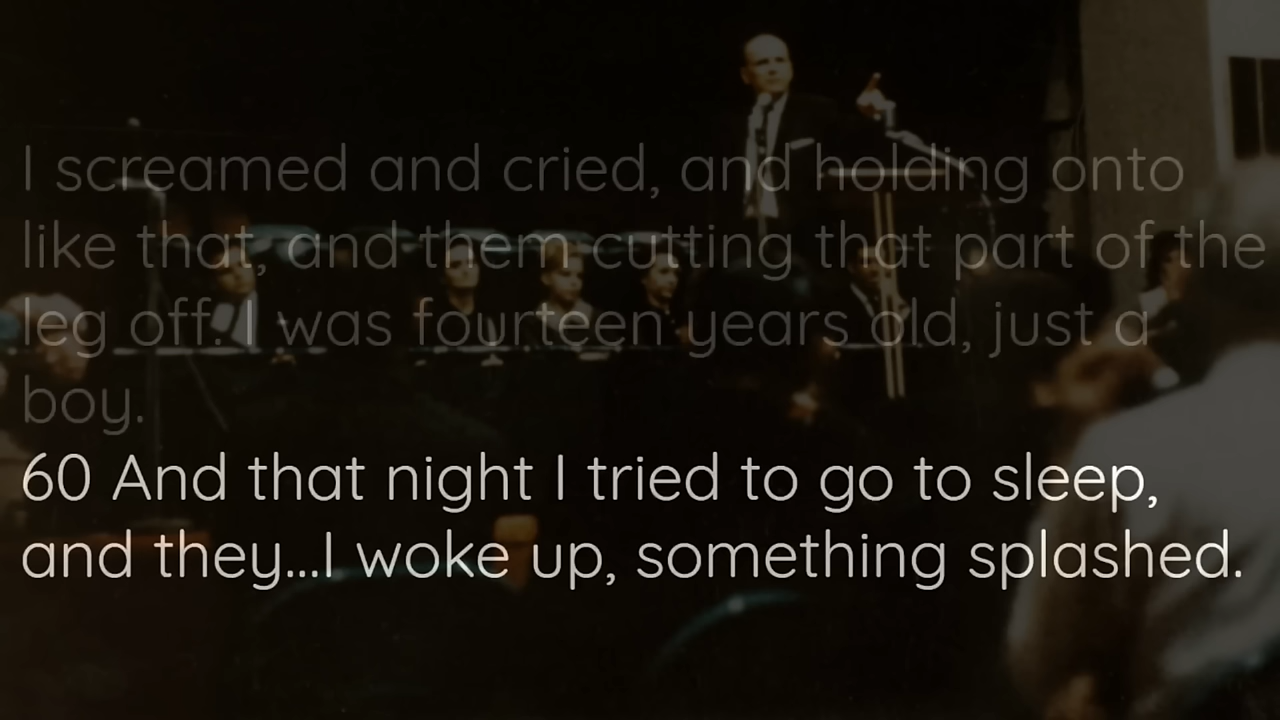 I screamed and cried, and holding onto
like that, and them cutting that part of the
leg off. I was fourteen years old, just a
boy.
60 And that night I tried to go to sleep,
and they...I woke up, something splashed.